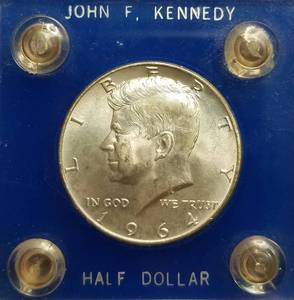 JOHN F. KENNEDY
LIBERTY
IN GOD WE TRUST
1964
HALF DOLLAR